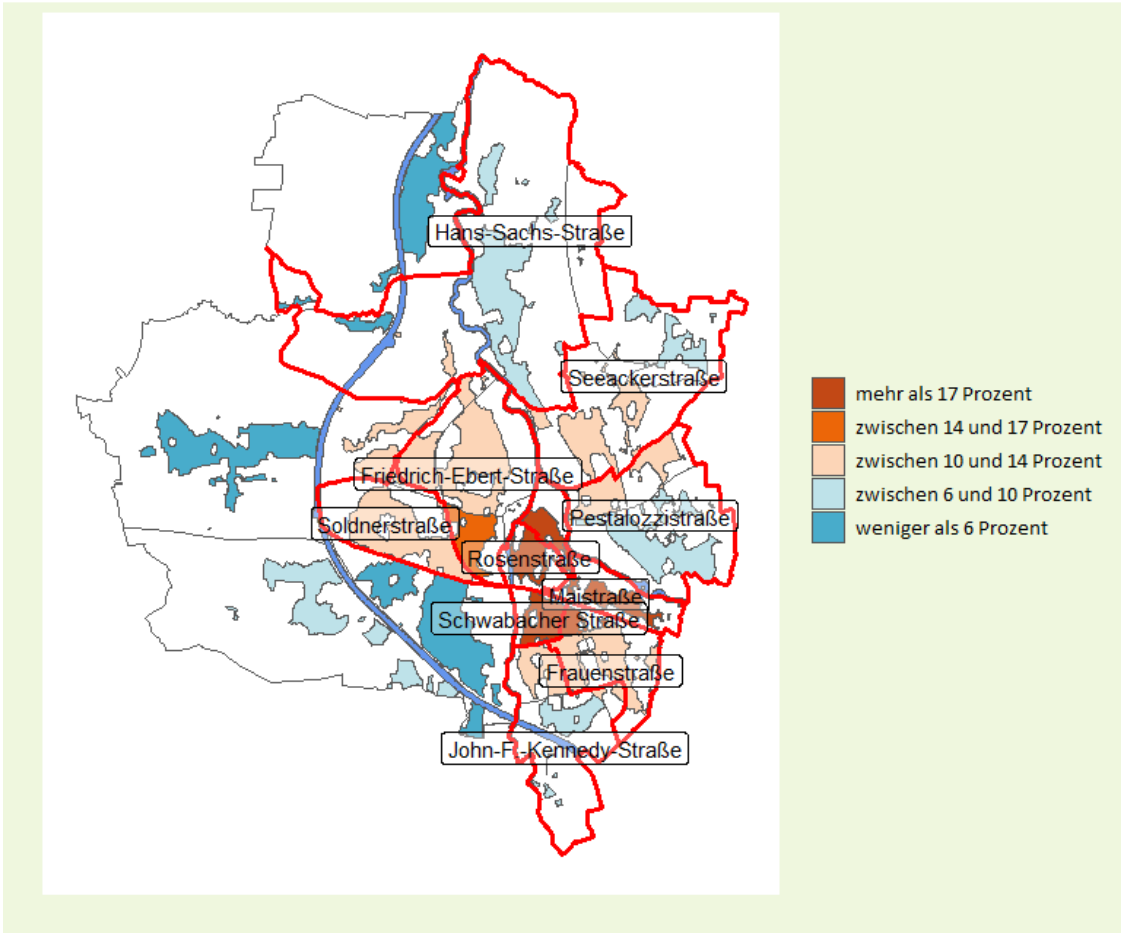 Hans-Sachs-Straße
Seeackerstraße
Friedrich-Ebert-Straße
Soldnerstraße
Pestalozzistraße
Rosenstraße
Maistraße
Schwabacher Straße
Frauenstraße
John-F.-Kennedy-Straße
mehr als 17 Prozent
zwischen 14 und 17 Prozent
zwischen 10 und 14 Prozent
zwischen 6 und 10 Prozent
weniger als 6 Prozent